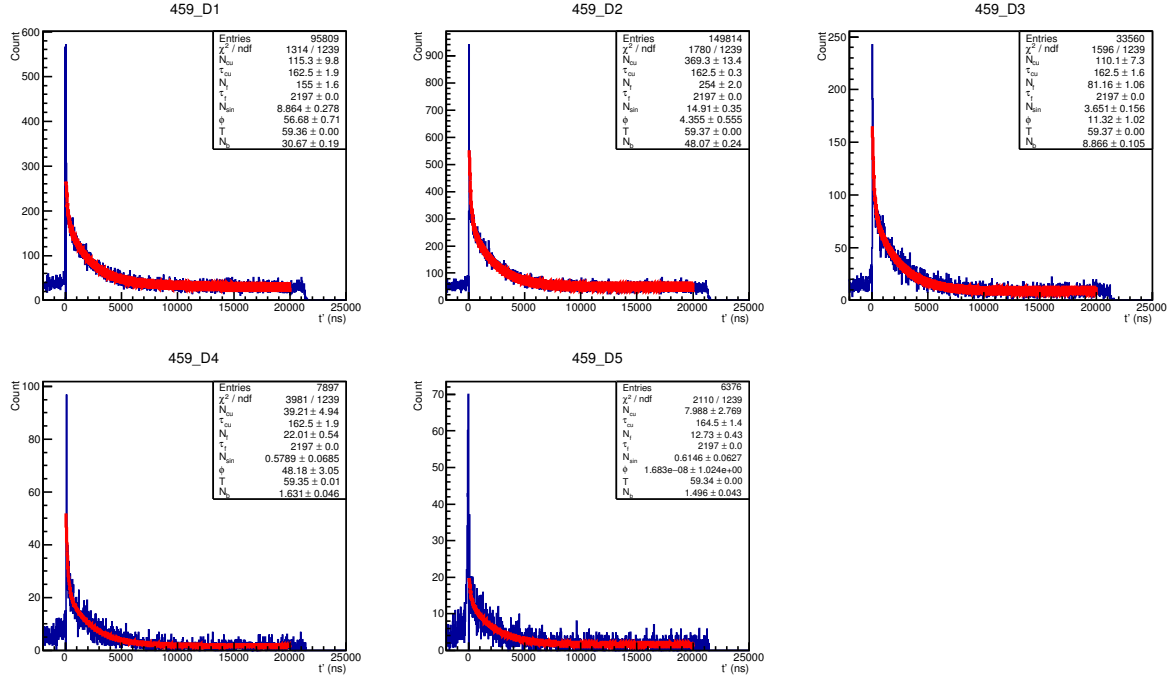 459_D1
Count
600
500
400
300
200
100
0
0 5000 10000 15000 20000 25000
t' (ns)
Entries 95809
χ² / ndf 1314 / 1239
N_cu 115.3 ± 9.8
τ_cu 162.5 ± 1.9
N_f 155 ± 1.6
τ_f 2197 ± 0.0
N_sin 8.864 ± 0.278
ϕ 56.68 ± 0.71
T 59.36 ± 0.00
N_b 30.67 ± 0.19
459_D2
Count
900
800
700
600
500
400
300
200
100
0
0 5000 10000 15000 20000 25000
t' (ns)
Entries 149814
χ² / ndf 1780 / 1239
N_cu 369.3 ± 13.4
τ_cu 162.5 ± 0.3
N_f 254 ± 2.0
τ_f 2197 ± 0.0
N_sin 14.91 ± 0.35
ϕ 4.355 ± 0.555
T 59.37 ± 0.00
N_b 48.07 ± 0.24
459_D3
Count
250
200
150
100
50
0
0 5000 10000 15000 20000 25000
t' (ns)
Entries 33560
χ² / ndf 1596 / 1239
N_cu 110.1 ± 7.3
τ_cu 162.5 ± 1.6
N_f 81.16 ± 1.06
τ_f 2197 ± 0.0
N_sin 3.651 ± 0.156
ϕ 11.32 ± 1.02
T 59.37 ± 0.00
N_b 8.866 ± 0.105
459_D4
Count
100
80
60
40
20
0
0 5000 10000 15000 20000 25000
t' (ns)
Entries 7897
χ² / ndf 3981 / 1239
N_cu 39.21 ± 4.94
τ_cu 162.5 ± 1.9
N_f 22.01 ± 0.54
τ_f 2197 ± 0.0
N_sin 0.5789 ± 0.0685
ϕ 48.18 ± 3.05
T 59.35 ± 0.01
N_b 1.631 ± 0.046
459_D5
Count
70
60
50
40
30
20
10
0
0 5000 10000 15000 20000 25000
t' (ns)
Entries 6376
χ² / ndf 2110 / 1239
N_cu 7.988 ± 2.769
τ_cu 164.5 ± 1.4
N_f 12.73 ± 0.43
τ_f 2197 ± 0.0
N_sin 0.6146 ± 0.0627
ϕ 1.683e−08 ± 1.024e+00
T 59.34 ± 0.00
N_b 1.496 ± 0.043